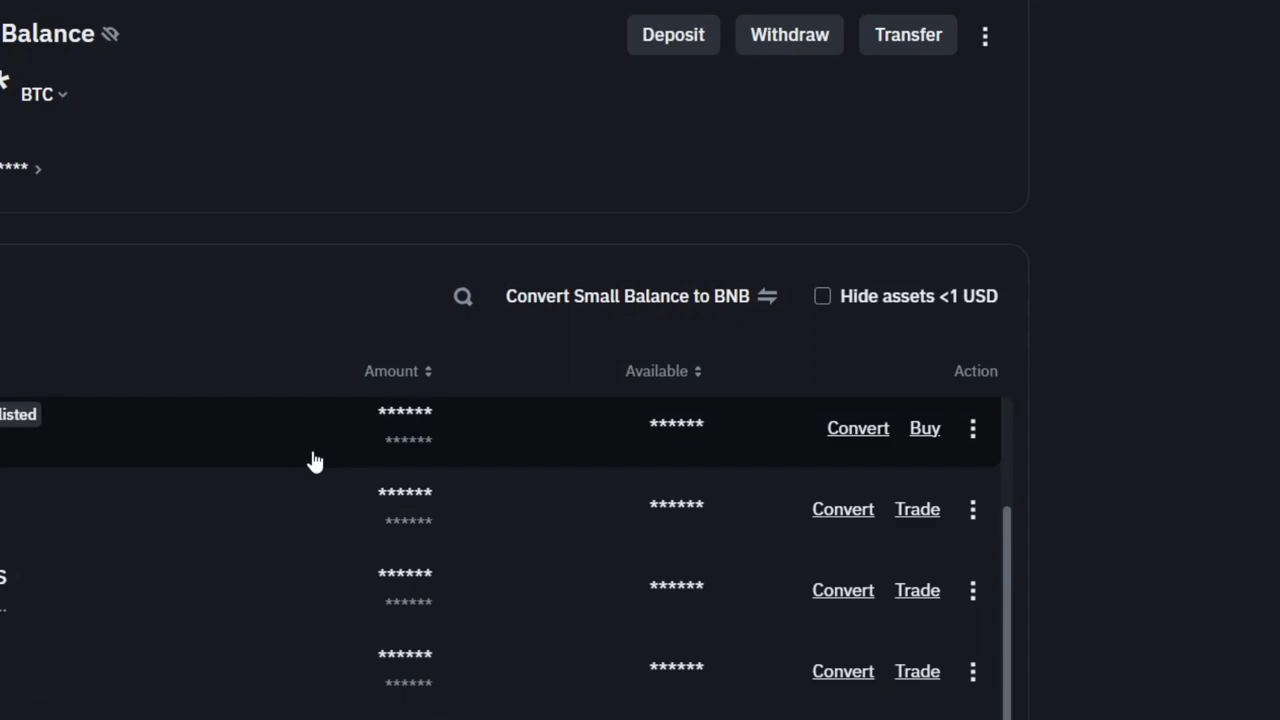 Balance
Deposit Withdraw Transfer
* BTC
**** >
Convert Small Balance to BNB
Hide assets <1 USD
Amount Available Action
listed
****** ****** Convert Buy
******
****** ****** Convert Trade
******
S
****** ****** Convert Trade
..
******
****** ****** Convert Trade
******